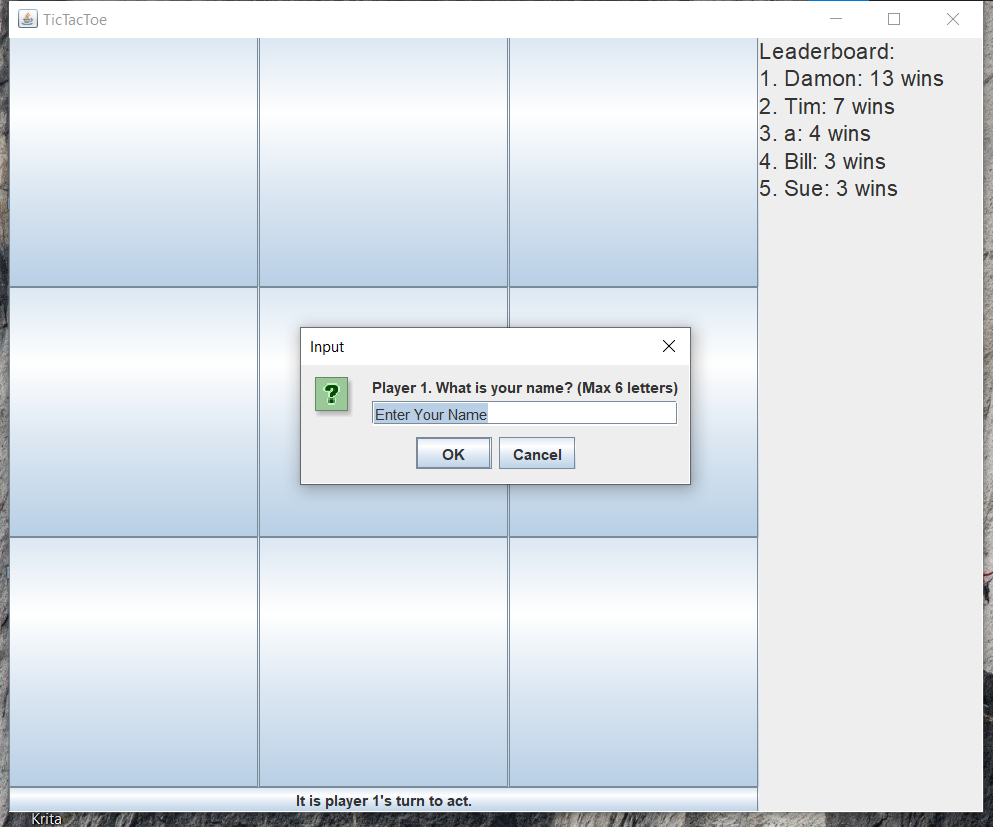 TicTacToe
Leaderboard:
1. Damon: 13 wins
2. Tim: 7 wins
3. a: 4 wins
4. Bill: 3 wins
5. Sue: 3 wins
Input
?
Player 1. What is your name? (Max 6 letters)
Enter Your Name
OK Cancel
It is player 1's turn to act.
Krita